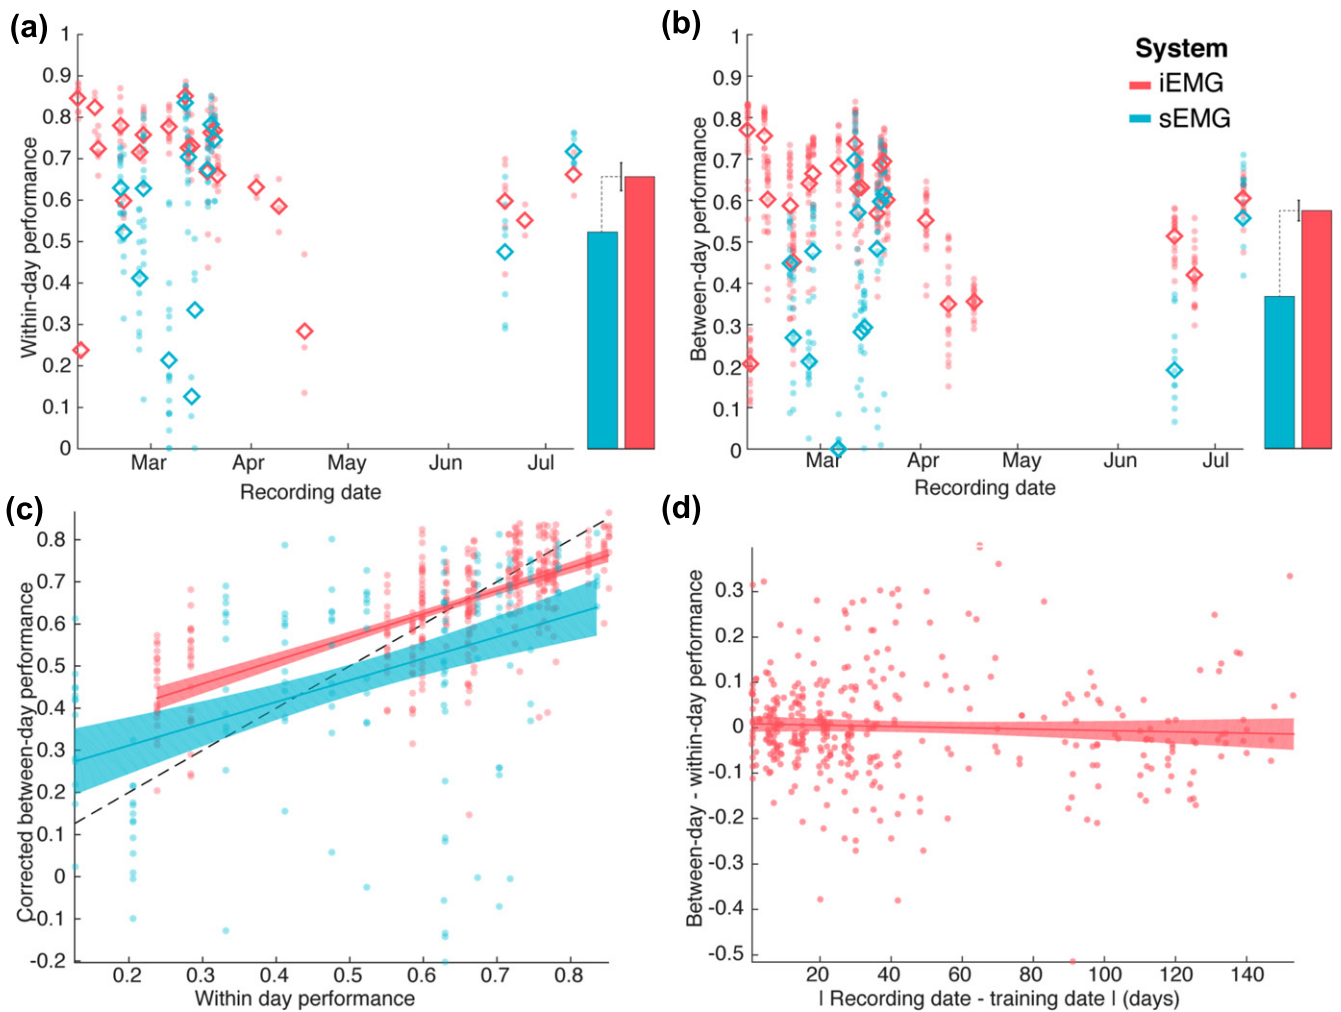 (a)
1
0.9
0.8
0.7
0.6
0.5
0.4
0.3
0.2
0.1
0
Within-day performance
Mar Apr May Jun Jul
Recording date
(b)
System
iEMG
sEMG
1
0.9
0.8
0.7
0.6
0.5
0.4
0.3
0.2
0.1
0
Between-day performance
Mar Apr May Jun Jul
Recording date
(c)
0.8
0.7
0.6
0.5
0.4
0.3
0.2
0.1
0
-0.1
-0.2
Corrected between-day performance
0.2 0.3 0.4 0.5 0.6 0.7 0.8
Within day performance
(d)
0.3
0.2
0.1
0
-0.1
-0.2
-0.3
-0.4
-0.5
Between-day - within-day performance
20 40 60 80 100 120 140
| Recording date - training date | (days)